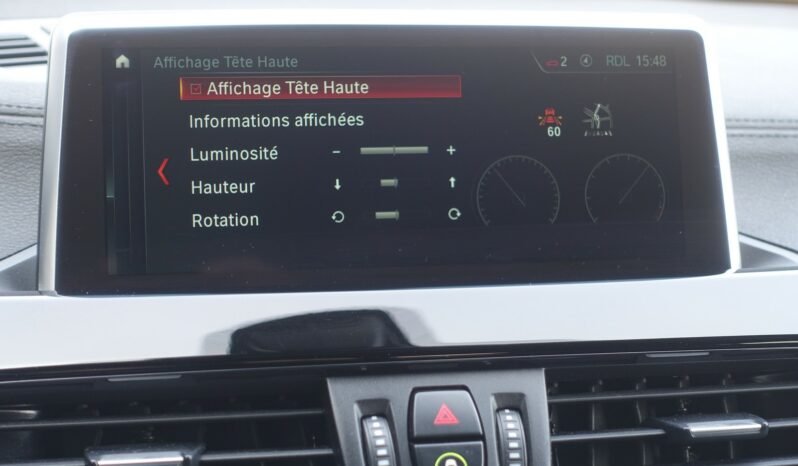 Affichage Tête Haute
2 RDL 15:48
Affichage Tête Haute
Informations affichées
60
Luminosité - +
Hauteur
Rotation